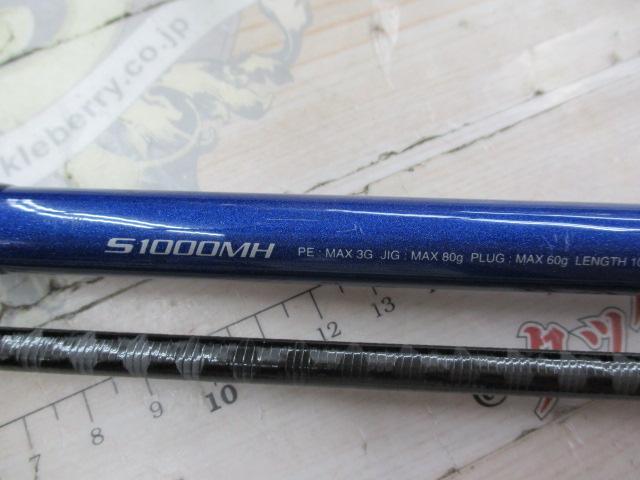 kleberry.co.jp
S1000MH PE : MAX 3G JIG : MAX 80g PLUG : MAX 60g LENGTH 10
7 8 9 10 11 12 13